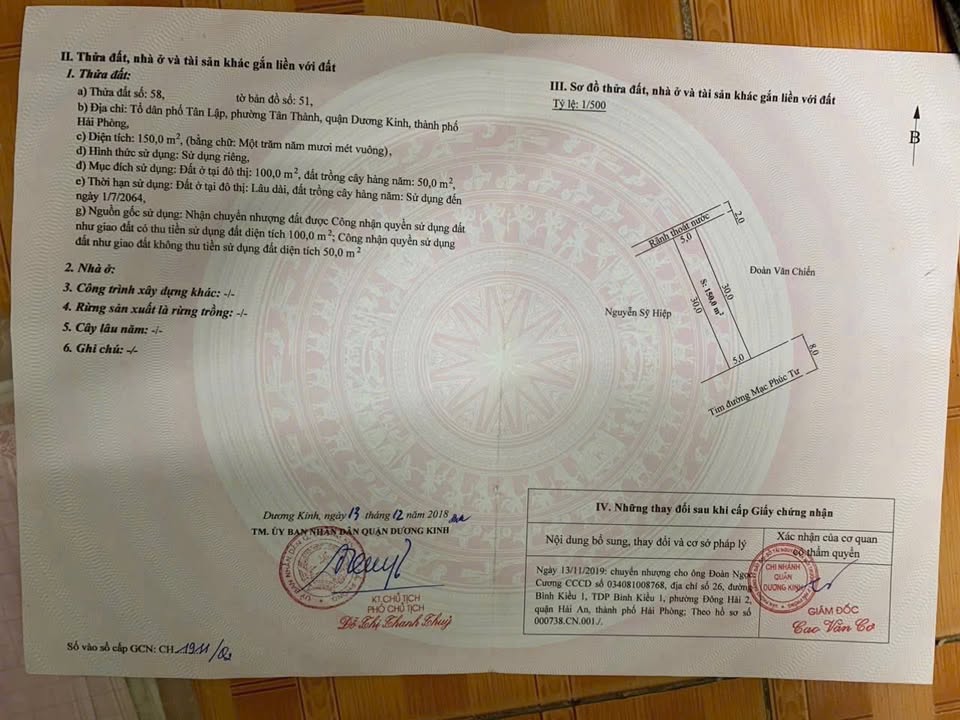 II. Thửa đất, nhà ở và tài sản khác gắn liền với đất
1. Thửa đất:
a) Thửa đất số: 58, tờ bản đồ số: 51,
b) Địa chỉ: Tổ dân phố Tân Lập, phường Tân Thành, quận Dương Kinh, thành phố
Hải Phòng,
c) Diện tích: 150,0 m², (bằng chữ: Một trăm năm mươi mét vuông),
d) Hình thức sử dụng: Sử dụng riêng,
đ) Mục đích sử dụng: Đất ở tại đô thị: 100,0 m², đất trồng cây hàng năm: 50,0 m²,
e) Thời hạn sử dụng: Đất ở tại đô thị: Lâu dài, đất trồng cây hàng năm: Sử dụng đến
ngày 1/7/2064,
g) Nguồn gốc sử dụng: Nhận chuyển nhượng đất được Công nhận quyền sử dụng đất
như giao đất có thu tiền sử dụng đất diện tích 100,0 m²; Công nhận quyền sử dụng
đất như giao đất không thu tiền sử dụng đất diện tích 50,0 m²
2. Nhà ở:
3. Công trình xây dựng khác: -/-
4. Rừng sản xuất là rừng trồng: -/-
5. Cây lâu năm: -/-
6. Ghi chú: -/-
Dương Kinh, ngày 13 tháng 12 năm 2018
TM. ỦY BAN NHÂN DÂN QUẬN DƯƠNG KINH
KT.CHỦ TỊCH
PHÓ CHỦ TỊCH
Đỗ Thị Thanh Thuỷ
Số vào sổ cấp GCN: CH.1911/Q2
III. Sơ đồ thửa đất, nhà ở và tài sản khác gắn liền với đất
Tỷ lệ: 1/500
B
Rãnh thoát nước
2,0
5,0
Đoàn Văn Chiến
S: 150,0 m²
30,0
30,0
Nguyễn Sỹ Hiệp
5,0
8,0
Tim đường Mạc Phúc Tư
IV. Những thay đổi sau khi cấp Giấy chứng nhận
Nội dung bổ sung, thay đổi và cơ sở pháp lý
Xác nhận của cơ quan
có thẩm quyền
Ngày 13/11/2019: chuyển nhượng cho ông Đoàn Ngọc
Cương CCCD số 034081008768, địa chỉ số 26, đường
Bình Kiều 1, TDP Bình Kiều 1, phường Đông Hải 2,
quận Hải An, thành phố Hải Phòng; Theo hồ sơ số
000738.CN.001./.
CHI NHÁNH
QUẬN
DƯƠNG KINH
GIÁM ĐỐC
Cao Văn Cơ